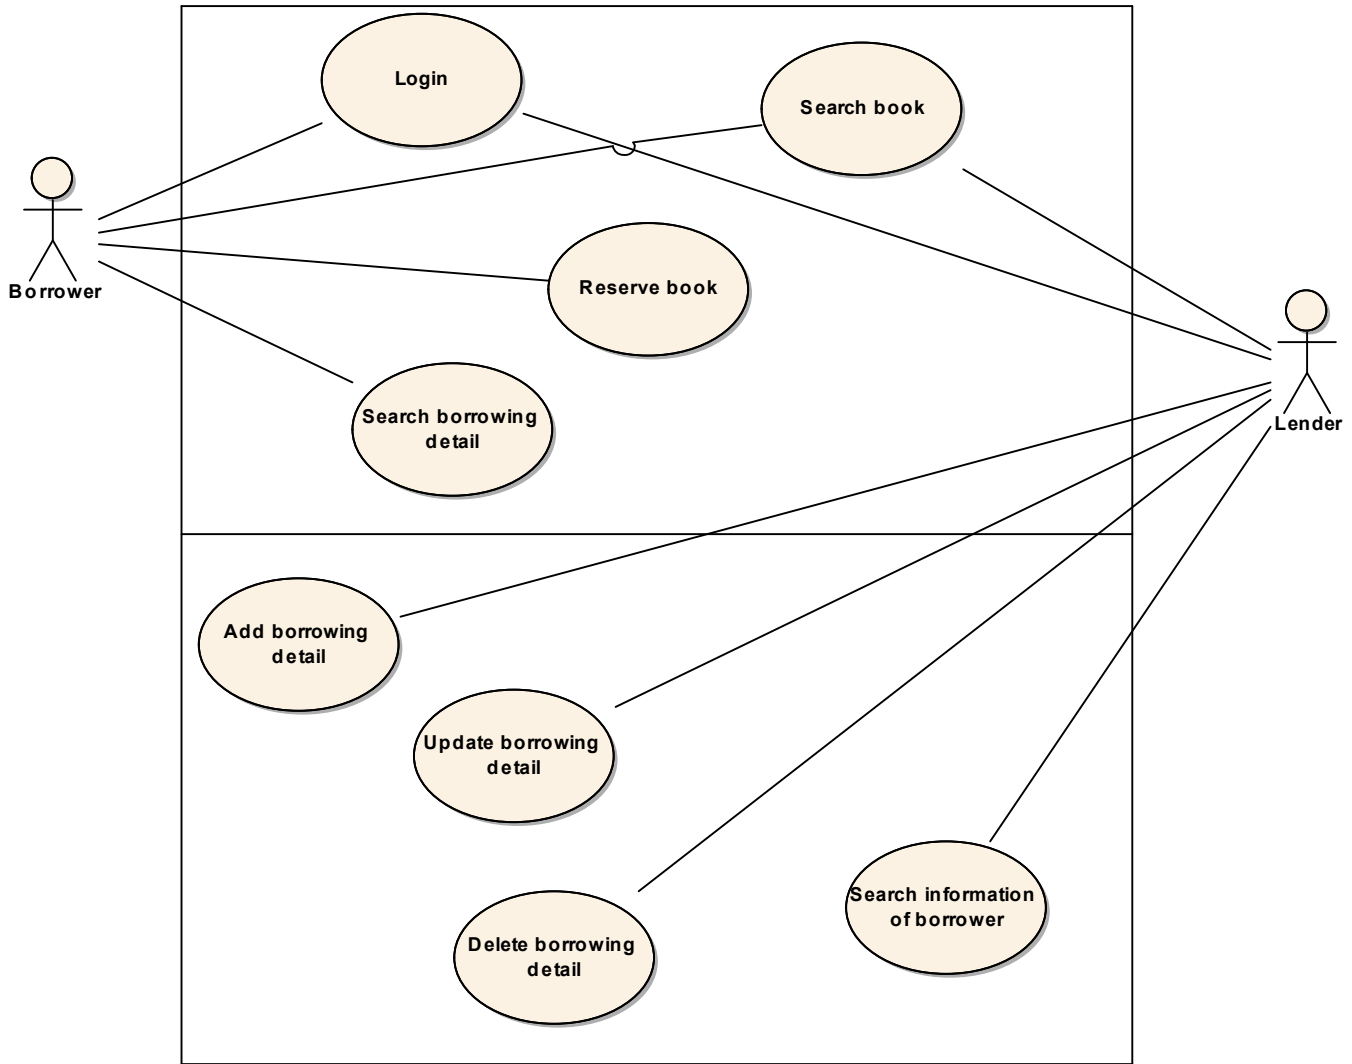 Login
Search book
Borrower
Reserve book
Lender
Search borrowing
detail
Add borrowing
detail
Update borrowing
detail
Search information
of borrower
Delete borrowing
detail